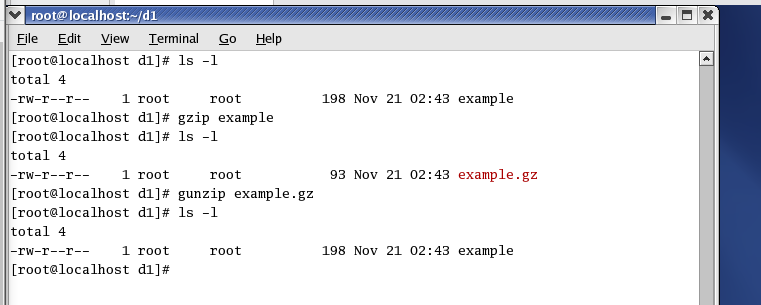 root@localhost:~/d1
File Edit View Terminal Go Help
[root@localhost d1]# ls -l
total 4
-rw-r--r-- 1 root root 198 Nov 21 02:43 example
[root@localhost d1]# gzip example
[root@localhost d1]# ls -l
total 4
-rw-r--r-- 1 root root 93 Nov 21 02:43 example.gz
[root@localhost d1]# gunzip example.gz
[root@localhost d1]# ls -l
total 4
-rw-r--r-- 1 root root 198 Nov 21 02:43 example
[root@localhost d1]#